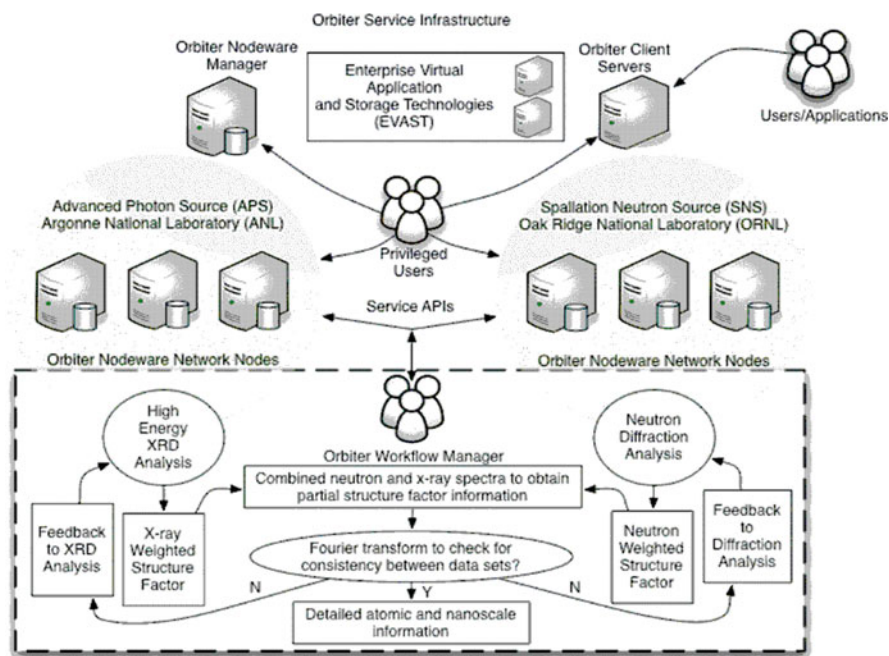 Orbiter Service Infrastructure
Orbiter Nodeware
Manager
Enterprise Virtual
Application
and Storage Technologies
(EVAST)
Orbiter Client
Servers
Users/Applications
Advanced Photon Source (APS)
Argonne National Laboratory (ANL)
Privileged
Users
Spallation Neutron Source (SNS)
Oak Ridge National Laboratory (ORNL)
Service APIs
Orbiter Nodeware Network Nodes
Orbiter Nodeware Network Nodes
High
Energy
XRD
Analysis
Orbiter Workflow Manager
Neutron
Diffraction
Analysis
Combined neutron and x-ray spectra to obtain
partial structure factor information
Feedback
to XRD
Analysis
X-ray
Weighted
Structure
Factor
Fourier transform to check for
consistency between data sets?
Neutron
Weighted
Structure
Factor
Feedback
to
Diffraction
Analysis
N
Y
N
Detailed atomic and nanoscale
information